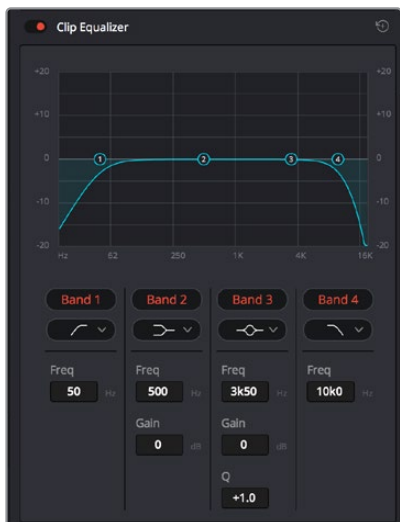 Clip Equalizer
+20 +20
+10 +10
0 1 2 3 4 0
-10 -10
-20 -20
Hz 62 250 1K 4K 16K
Band 1 Band 2 Band 3 Band 4
Freq Freq Freq Freq
50 Hz 500 Hz 3k50 Hz 10k0 Hz
Gain Gain
0 dB 0 dB
Q
+1.0